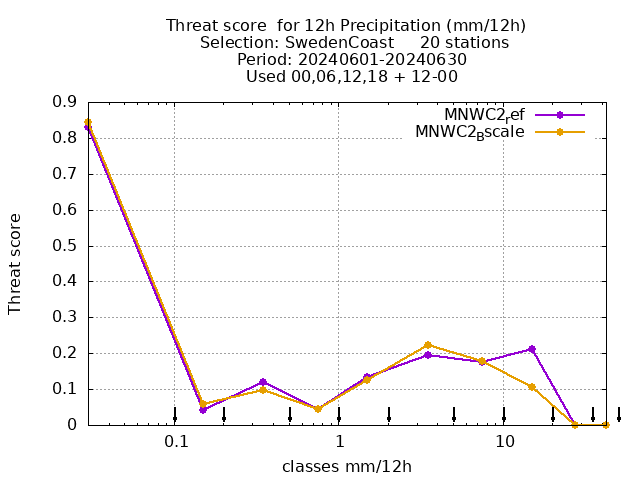 Threat score  for 12h Precipitation (mm/12h)
Selection: SwedenCoast     20 stations
Period: 20240601-20240630
Used 00,06,12,18 + 12-00
0.9
0.8
0.7
0.6
0.5
0.4
0.3
0.2
0.1
0
Threat score
MNWC2ref
MNWC2Bscale
0.1
1
10
classes mm/12h